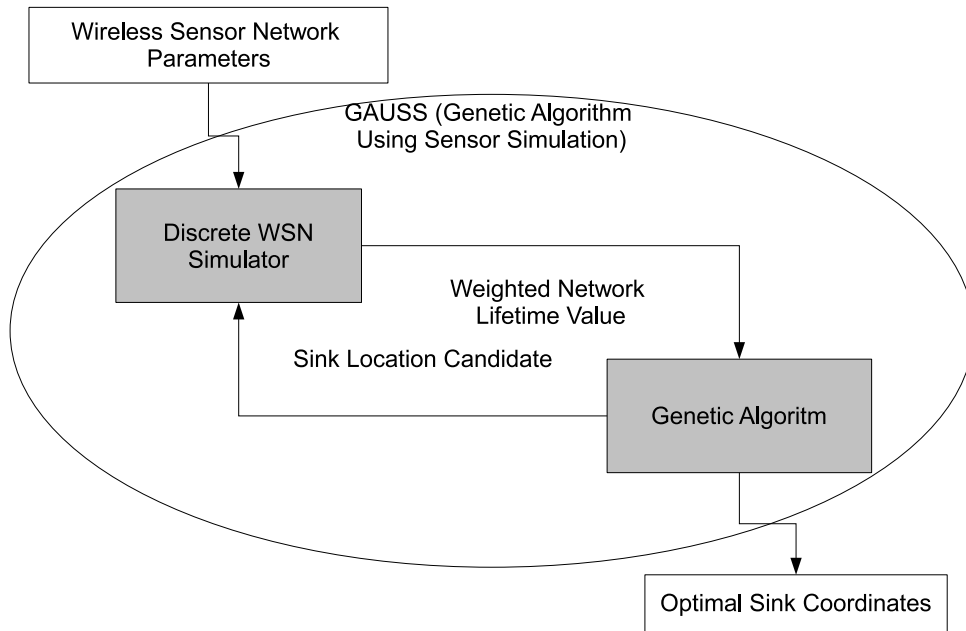 Wireless Sensor Network
Parameters
GAUSS (Genetic Algorithm
Using Sensor Simulation)
Discrete WSN
Simulator
Weighted Network
Lifetime Value
Sink Location Candidate
Genetic Algoritm
Optimal Sink Coordinates